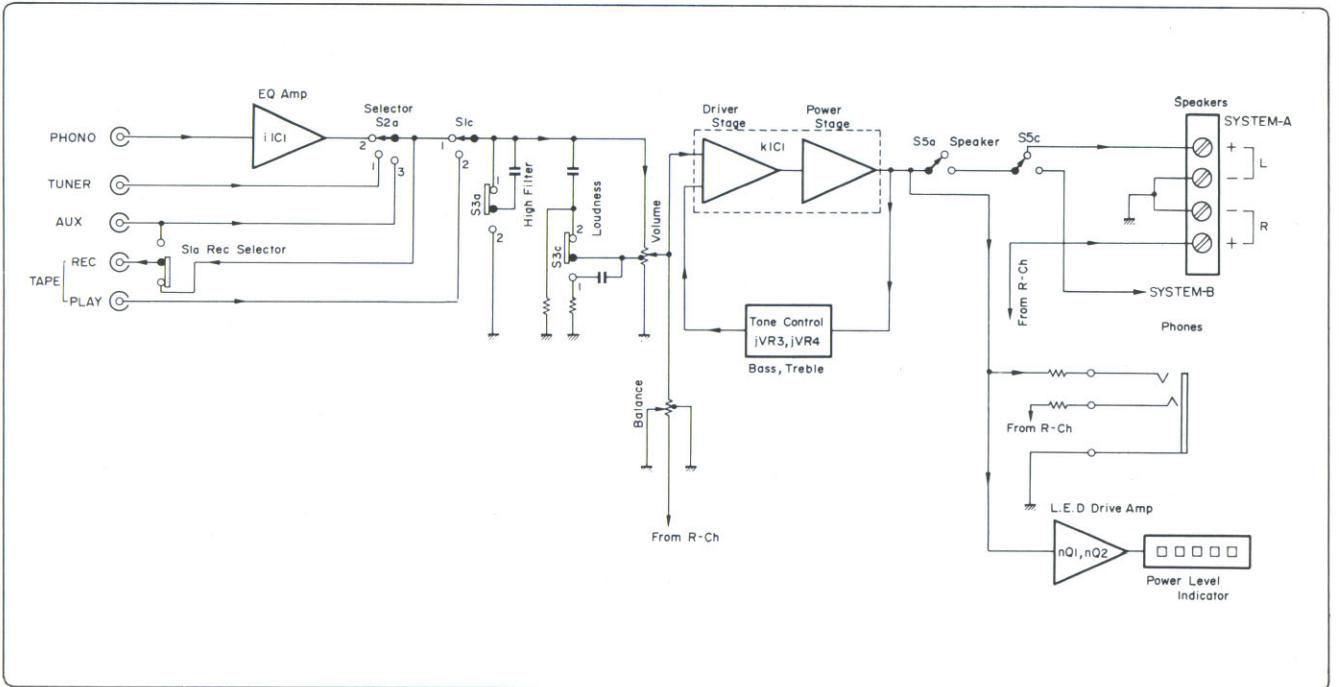 EQ Amp
i IC1
PHONO
TUNER
AUX
S1a Rec Selector
TAPE
REC
PLAY
Selector
S2a
2
1
3
S1c
1
2
S3a
1
2
High Filter
Loudness
S3c
2
1
Volume
Balance
From R-Ch
Driver
Stage
Power
Stage
kIC1
Tone Control
jVR3, jVR4
Bass, Treble
S5a
Speaker
S5c
Speakers
SYSTEM-A
+
L
−
−
R
+
From R-Ch
SYSTEM-B
Phones
From R-Ch
L.E.D Drive Amp
nQ1, nQ2
Power Level
Indicator